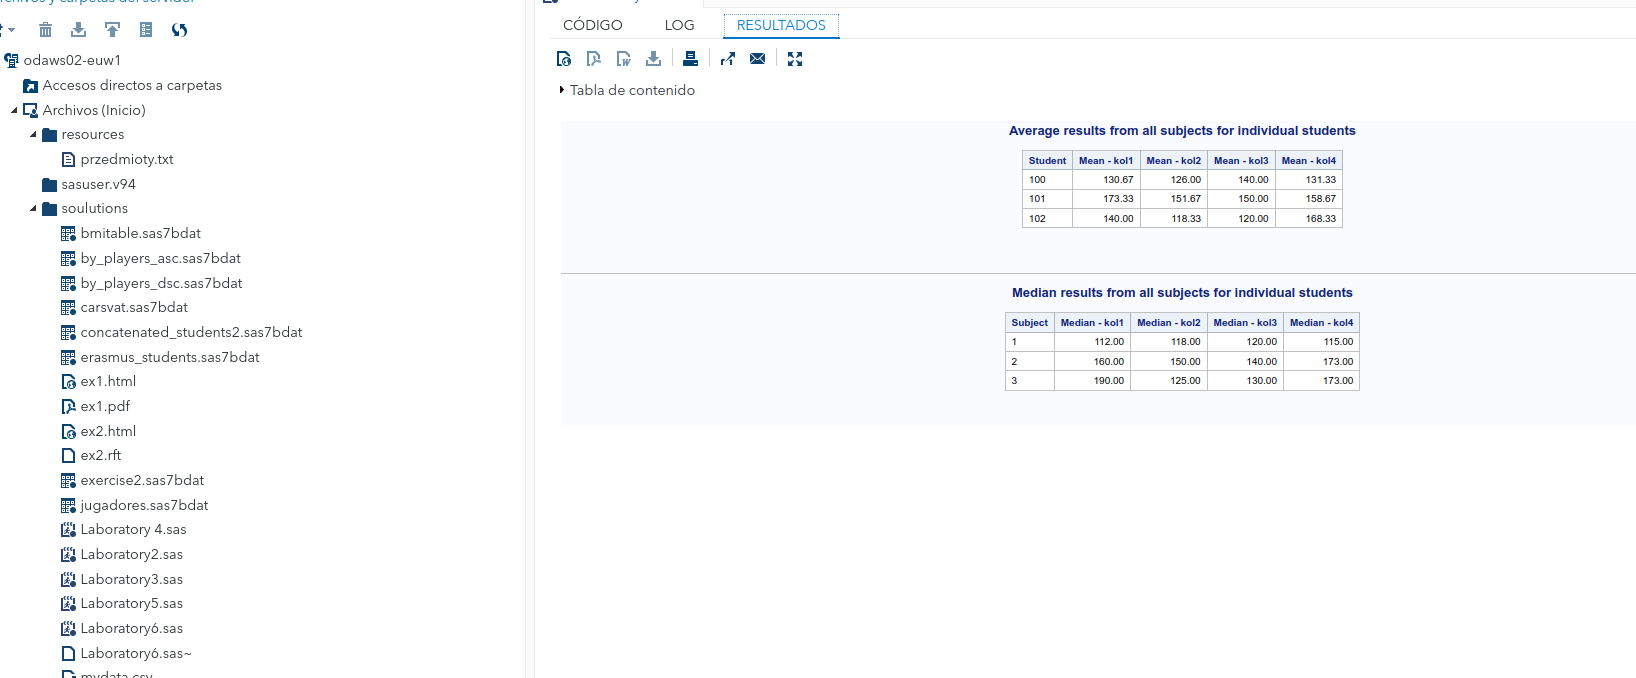 Archivos y carpetas del servidor
odaws02-euw1
Accesos directos a carpetas
Archivos (Inicio)
resources
przedmioty.txt
sasuser.v94
soulutions
bmitable.sas7bdat
by_players_asc.sas7bdat
by_players_dsc.sas7bdat
carsvat.sas7bdat
concatenated_students2.sas7bdat
erasmus_students.sas7bdat
ex1.html
ex1.pdf
ex2.html
ex2.rft
exercise2.sas7bdat
jugadores.sas7bdat
Laboratory 4.sas
Laboratory2.sas
Laboratory3.sas
Laboratory5.sas
Laboratory6.sas
Laboratory6.sas~
mydata.csv
CÓDIGO LOG RESULTADOS
Tabla de contenido
Average results from all subjects for individual students
Student Mean - kol1 Mean - kol2 Mean - kol3 Mean - kol4
100 130.67 126.00 140.00 131.33
101 173.33 151.67 150.00 158.67
102 140.00 118.33 120.00 168.33
Median results from all subjects for individual students
Subject Median - kol1 Median - kol2 Median - kol3 Median - kol4
1 112.00 118.00 120.00 115.00
2 160.00 150.00 140.00 173.00
3 190.00 125.00 130.00 173.00